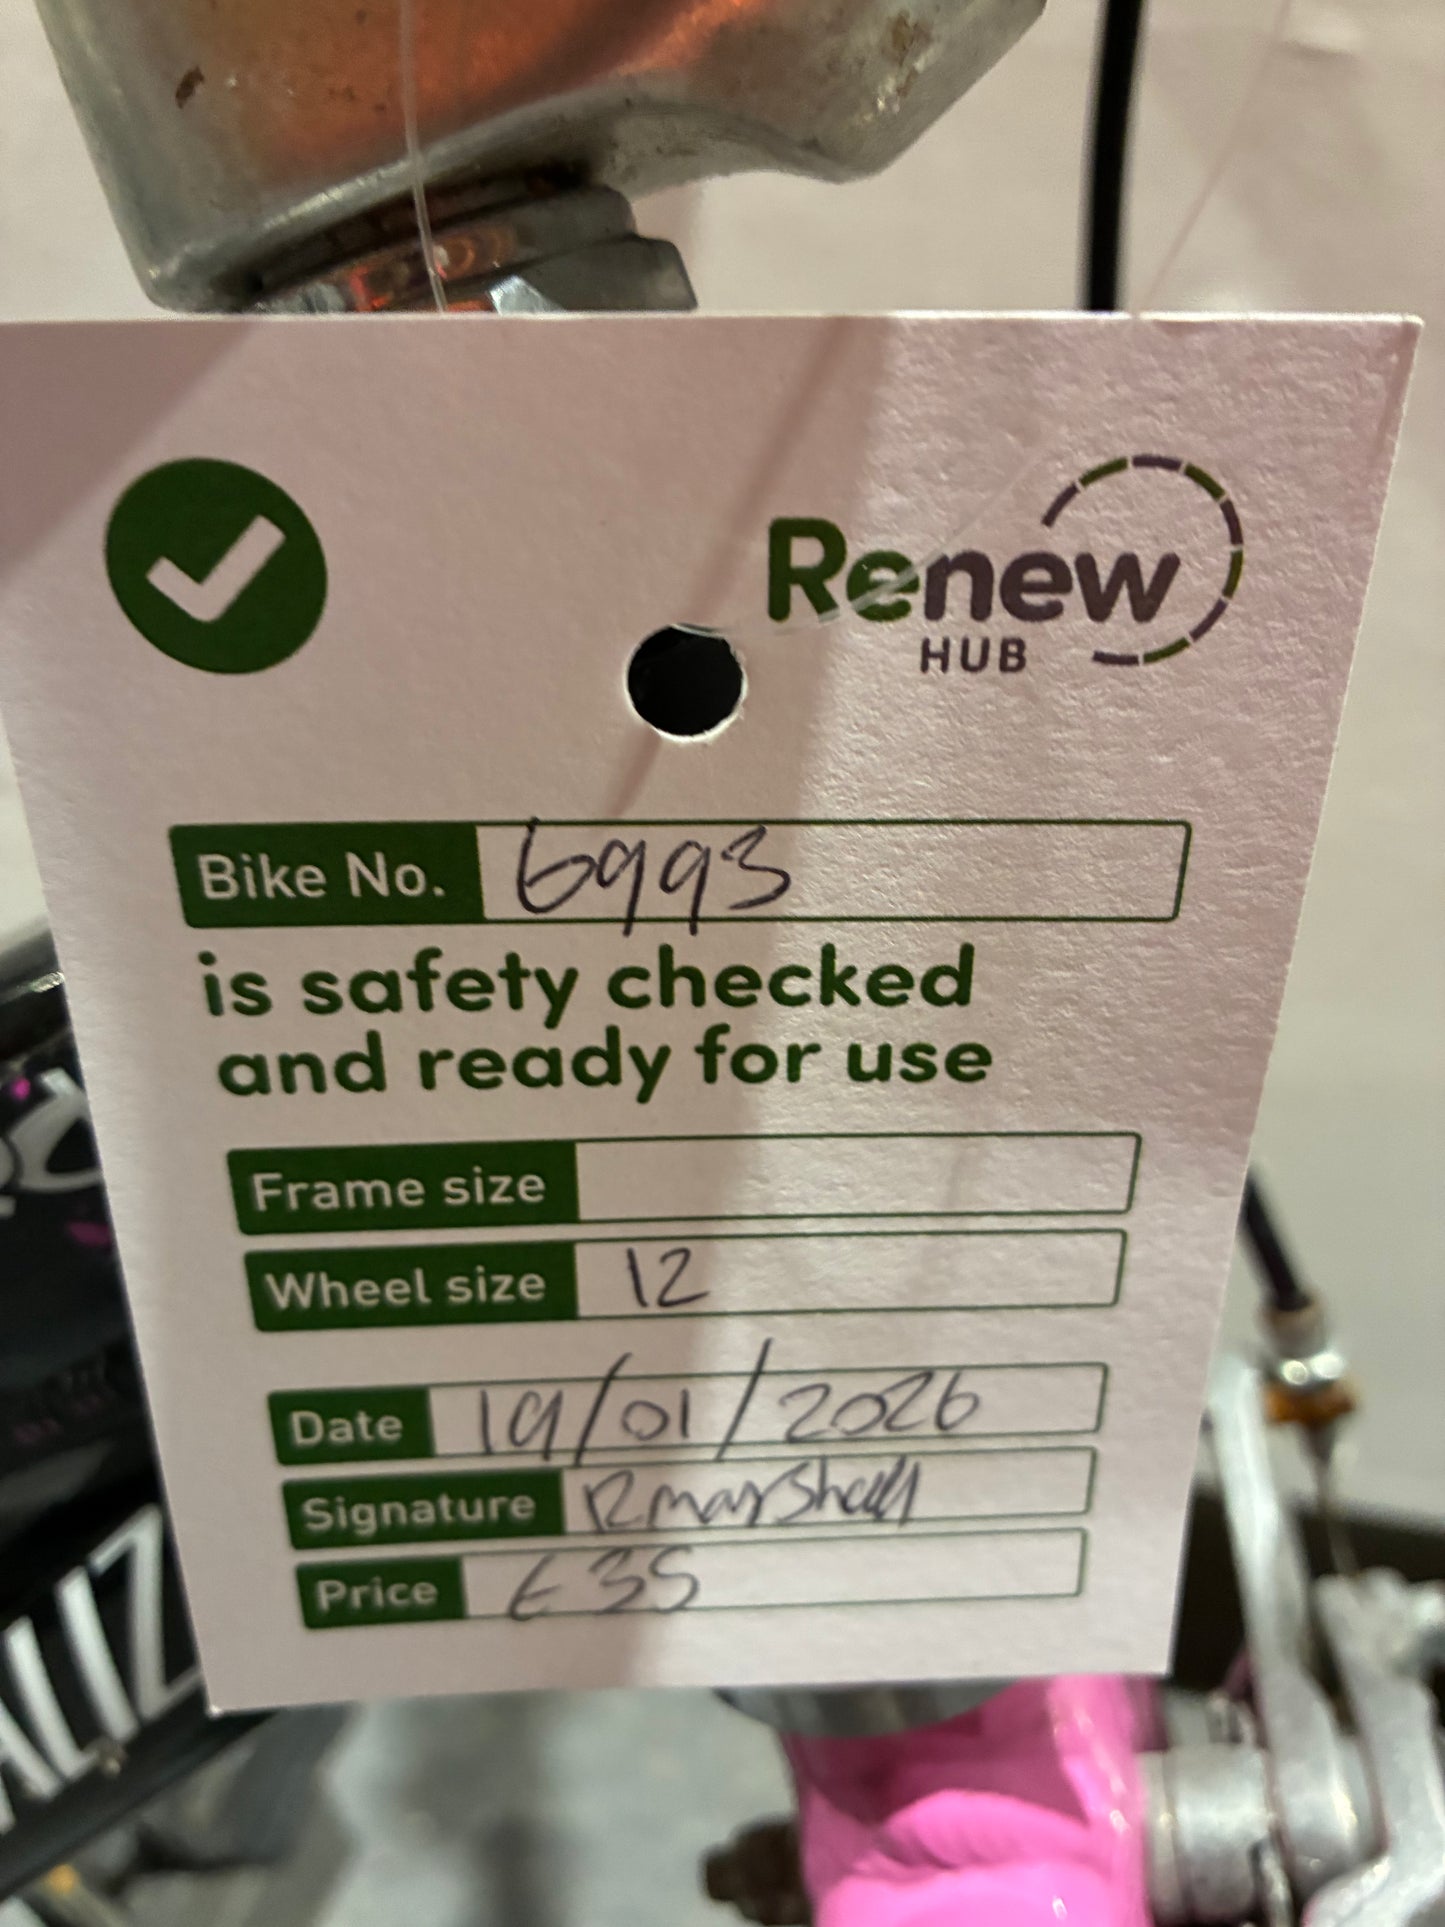 Renew
HUB
Bike No. 6993
is safety checked
and ready for use
Frame size
Wheel size 12
Date 19/01/2026
Signature RMarshall
Price £35